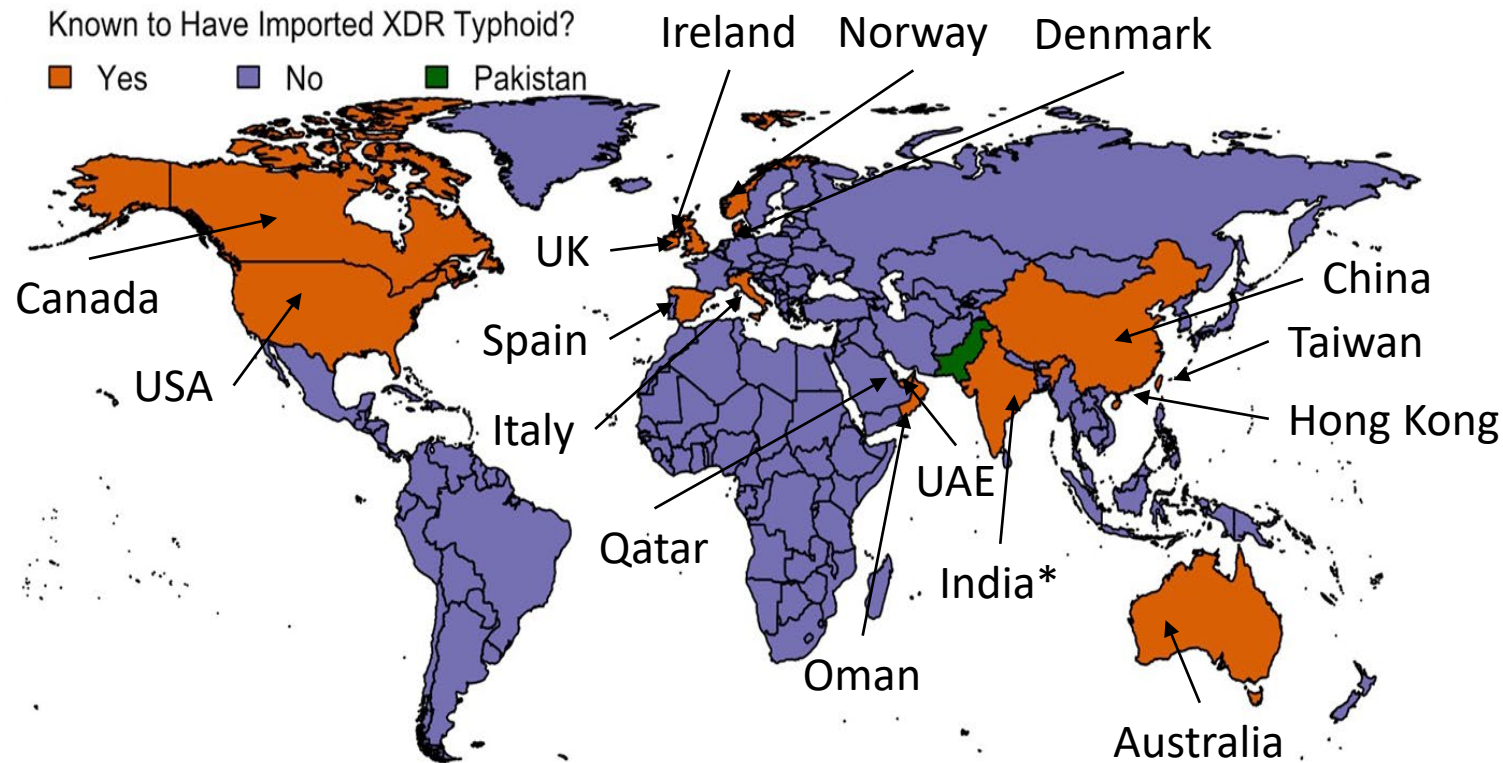 Known to Have Imported XDR Typhoid?
Yes No Pakistan
Ireland Norway Denmark
UK
Canada
China
Spain
Taiwan
USA
Italy
Hong Kong
UAE
Qatar
India*
Oman
Australia